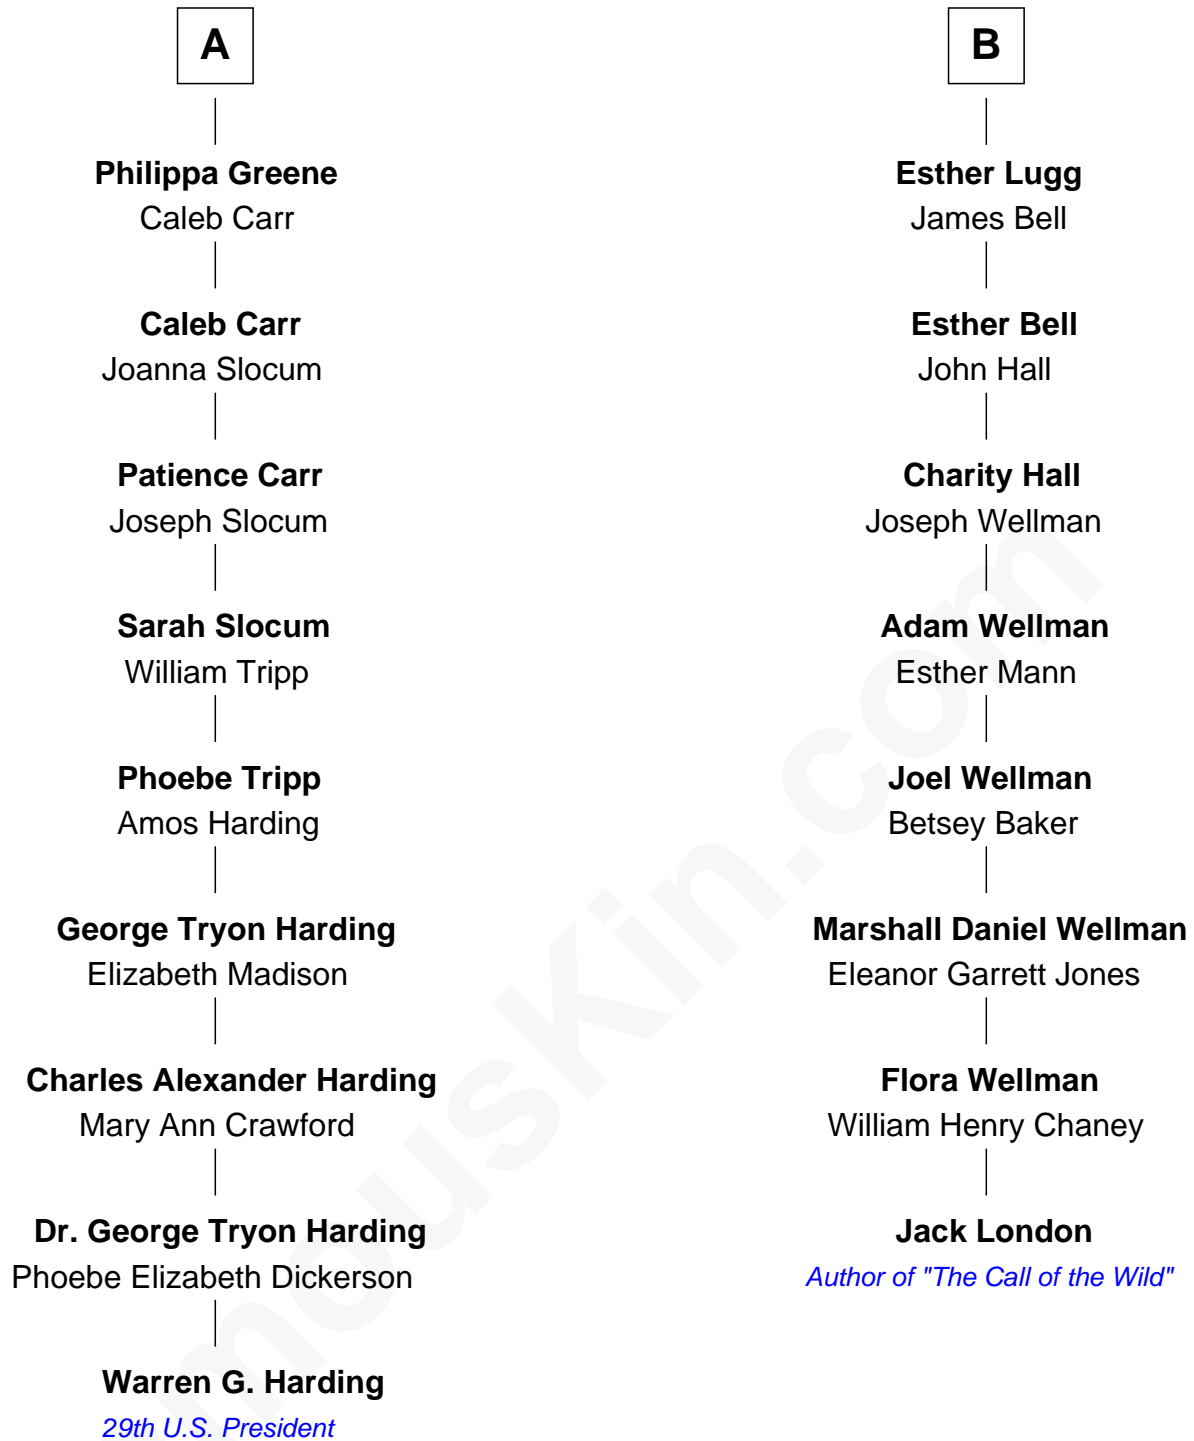 A
Philippa Greene
Caleb Carr
Caleb Carr
Joanna Slocum
Patience Carr
Joseph Slocum
Sarah Slocum
William Tripp
Phoebe Tripp
Amos Harding
George Tryon Harding
Elizabeth Madison
Charles Alexander Harding
Mary Ann Crawford
Dr. George Tryon Harding
Phoebe Elizabeth Dickerson
Warren G. Harding
29th U.S. President
B
Esther Lugg
James Bell
Esther Bell
John Hall
Charity Hall
Joseph Wellman
Adam Wellman
Esther Mann
Joel Wellman
Betsey Baker
Marshall Daniel Wellman
Eleanor Garrett Jones
Flora Wellman
William Henry Chaney
Jack London
Author of "The Call of the Wild"
mousKin.com